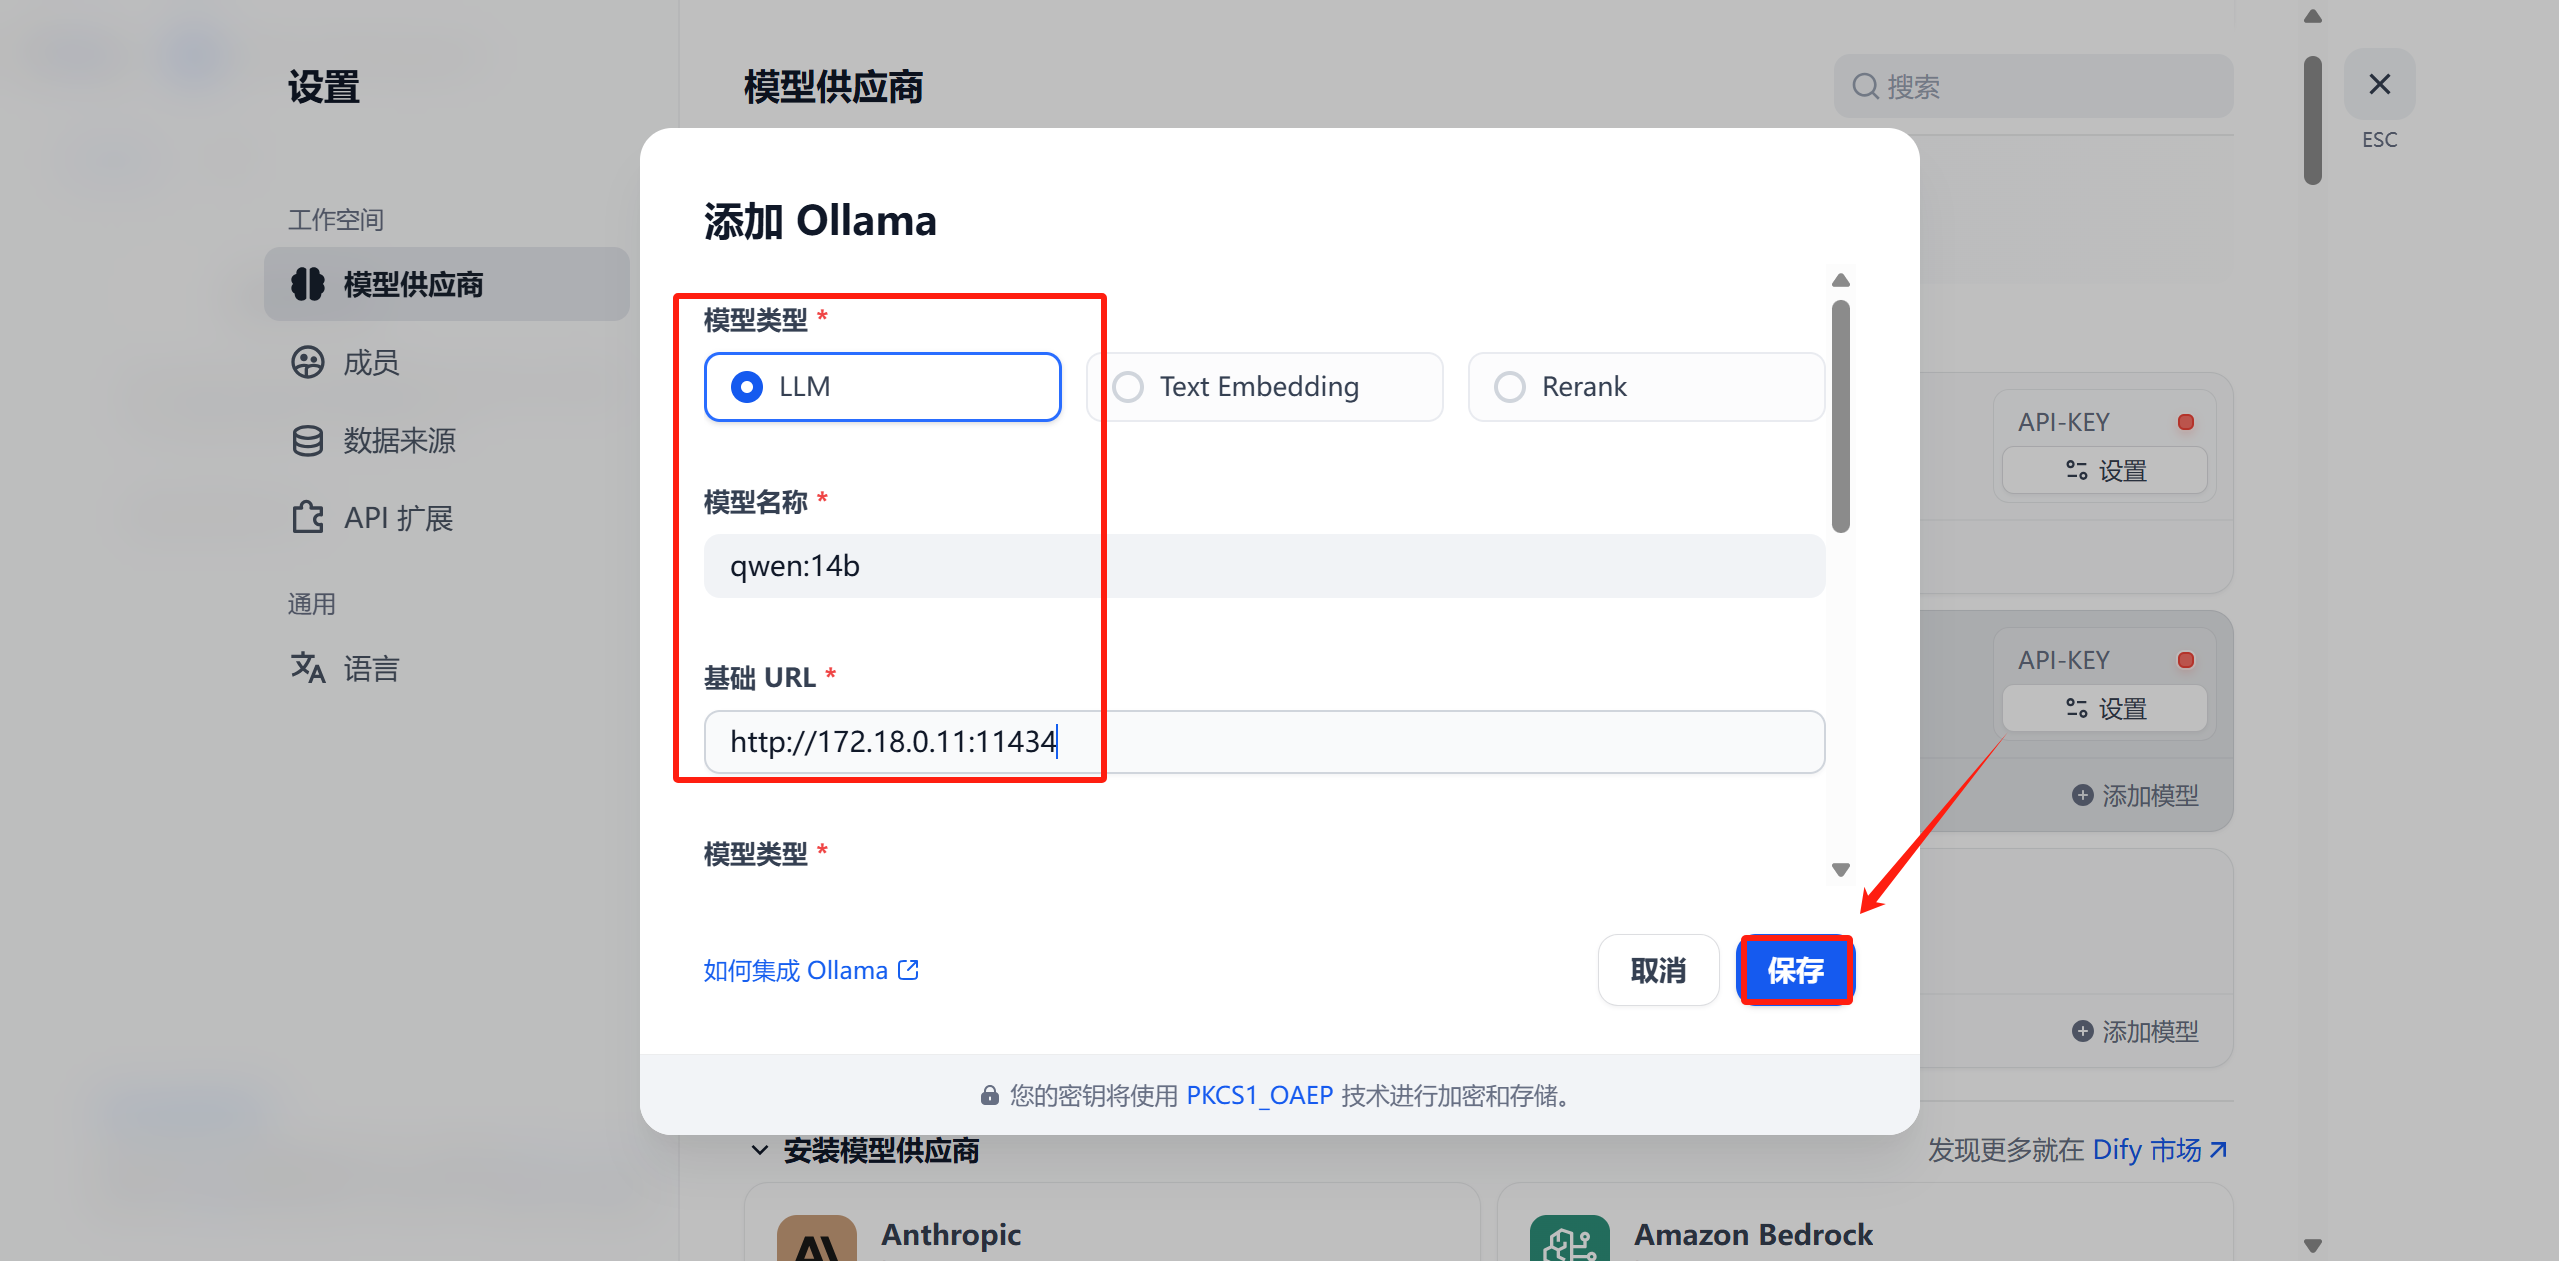 设置
工作空间
模型供应商
成员
数据来源
API 扩展
通用
语言
模型供应商
搜索
ESC
添加 Ollama
模型类型 *
LLM
Text Embedding
Rerank
模型名称 *
qwen:14b
基础 URL *
http://172.18.0.11:11434
模型类型 *
如何集成 Ollama
取消
保存
您的密钥将使用 PKCS1_OAEP 技术进行加密和存储。
API-KEY
设置
API-KEY
设置
添加模型
添加模型
安装模型供应商
发现更多就在 Dify 市场
Anthropic
Amazon Bedrock